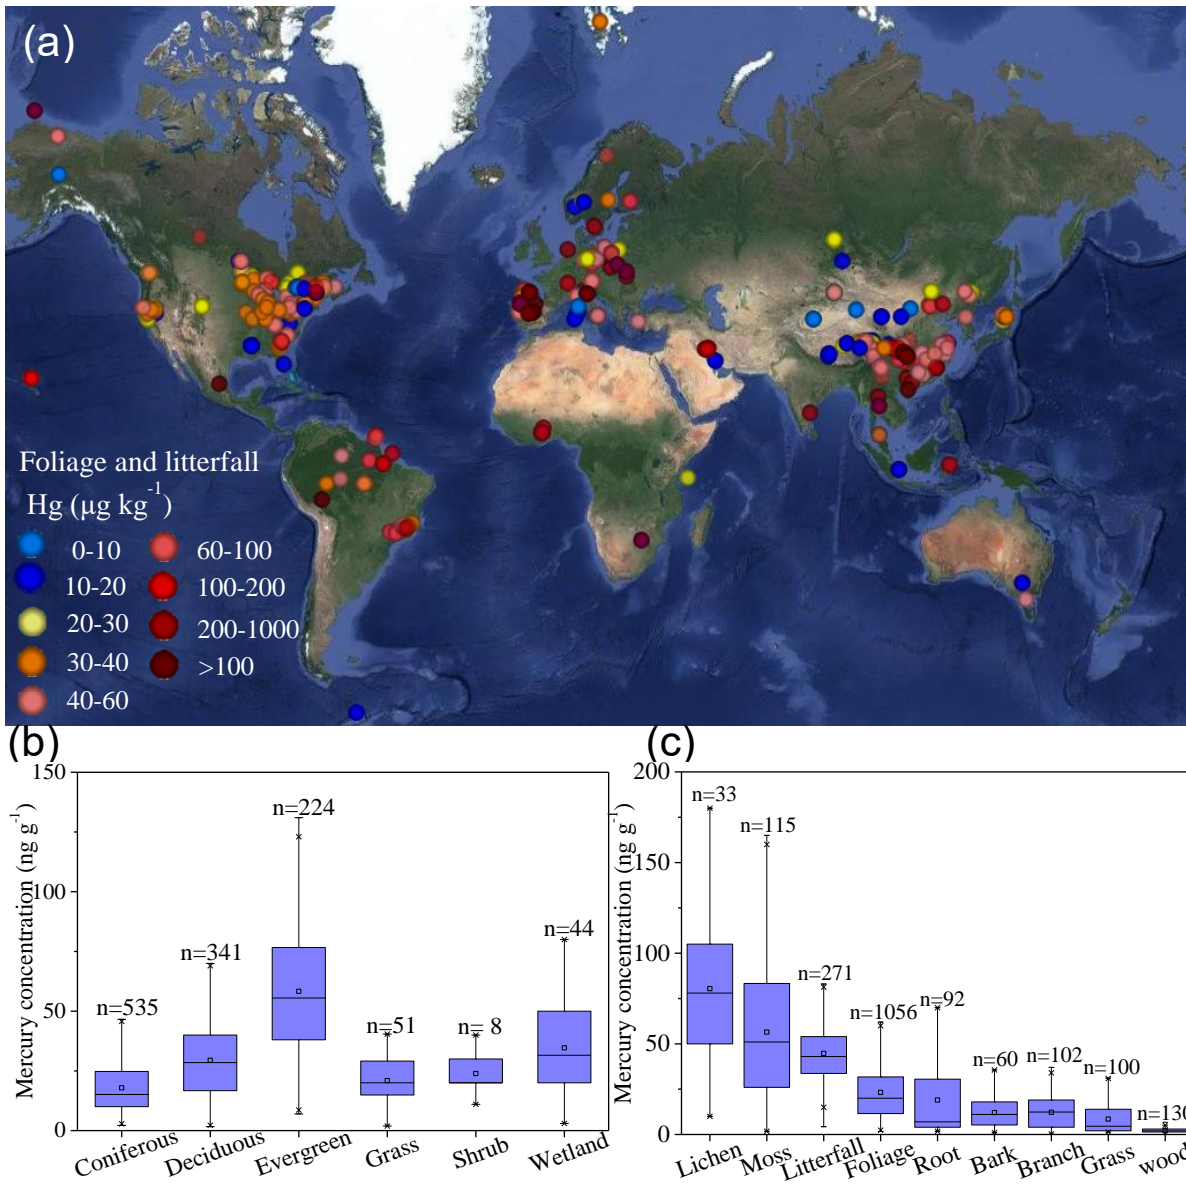 (a)
Foliage and litterfall
Hg (µg kg⁻¹)
0-10
60-100
10-20
100-200
20-30
200-1000
30-40
>100
40-60
(b)
150
100
50
0
Mercury concentration (ng g⁻¹)
n=535
n=341
n=224
n=51
n= 8
n=44
Coniferous
Deciduous
Evergreen
Grass
Shrub
Wetland
(c)
200
150
100
50
0
Mercury concentration (ng g⁻¹)
n=33
n=115
n=271
n=1056
n=92
n=60
n=102
n=100
n=130
Lichen
Moss
Litterfall
Foliage
Root
Bark
Branch
Grass
wood